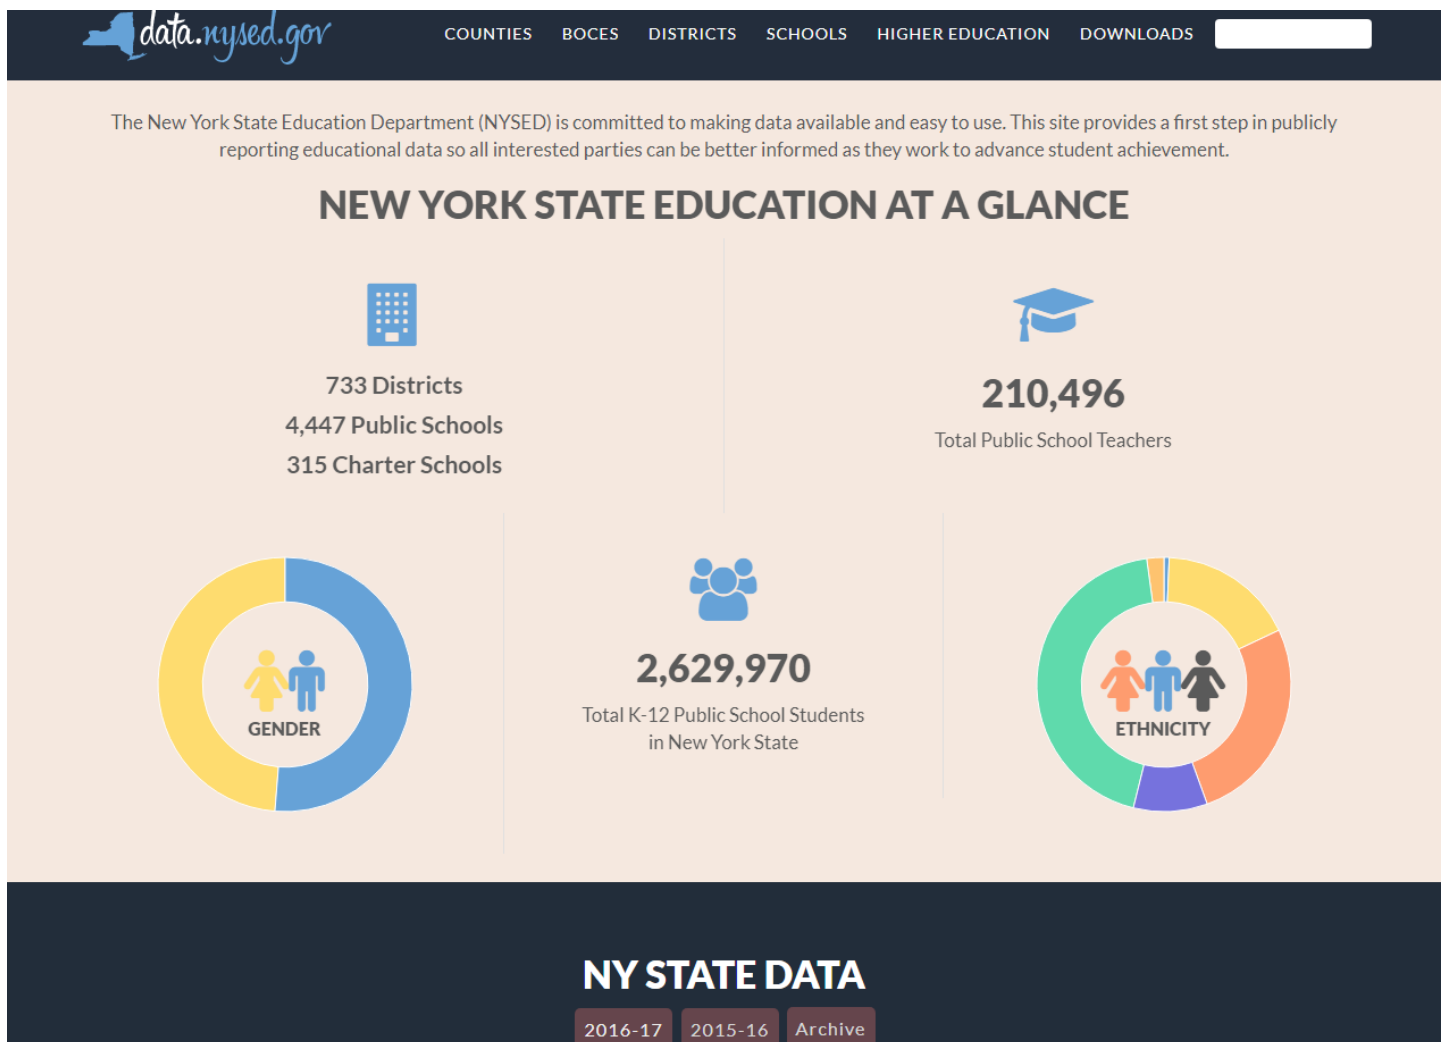 data.nysed.gov
COUNTIES BOCES DISTRICTS SCHOOLS HIGHER EDUCATION DOWNLOADS
The New York State Education Department (NYSED) is committed to making data available and easy to use. This site provides a first step in publicly
reporting educational data so all interested parties can be better informed as they work to advance student achievement.
NEW YORK STATE EDUCATION AT A GLANCE
733 Districts
4,447 Public Schools
315 Charter Schools
210,496
Total Public School Teachers
GENDER
2,629,970
Total K-12 Public School Students
in New York State
ETHNICITY
NY STATE DATA
2016-17 2015-16 Archive